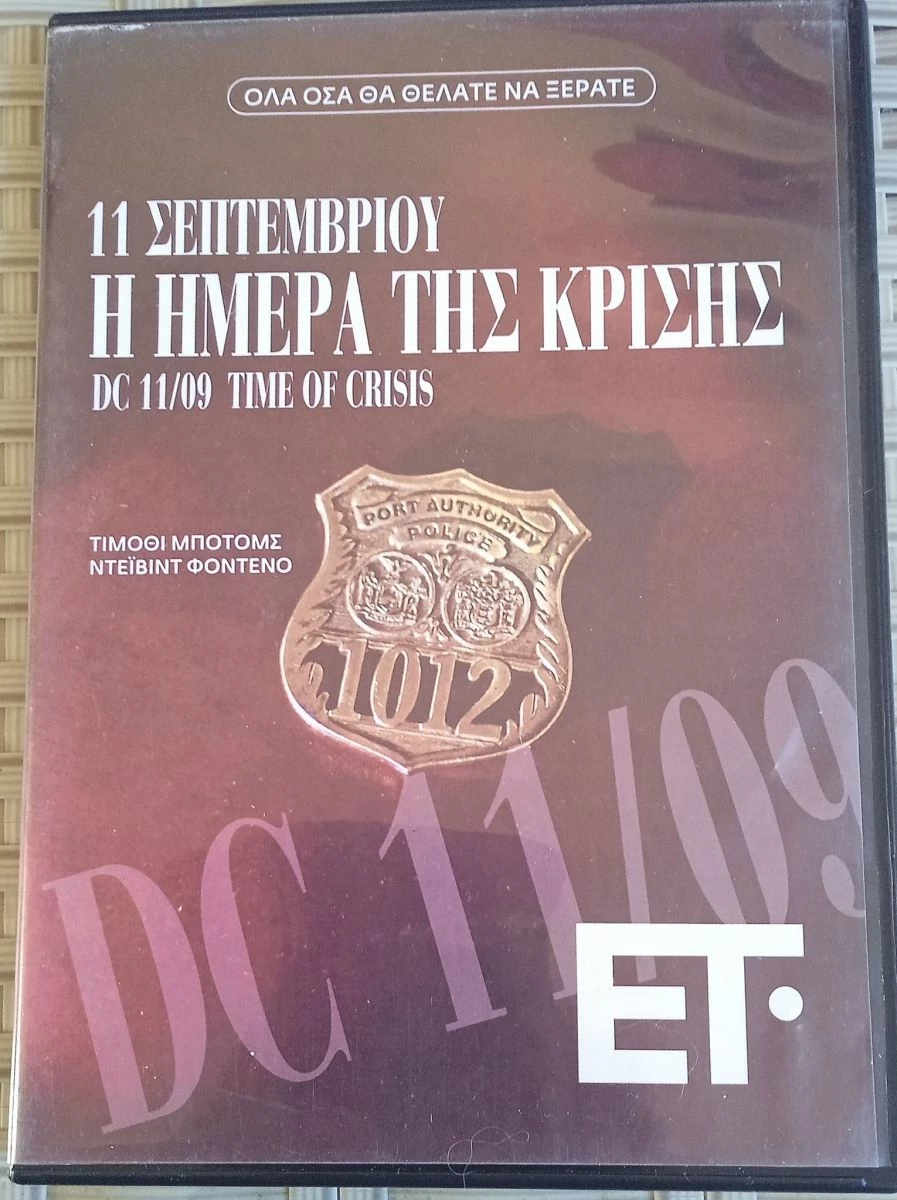 ΟΛΑ ΟΣΑ ΘΑ ΘΕΛΑΤΕ ΝΑ ΞΕΡΑΤΕ
11 ΣΕΠΤΕΜΒΡΙΟΥ
Η ΗΜΕΡΑ ΤΗΣ ΚΡΙΣΗΣ
DC 11/09 TIME OF CRISIS
ΤΙΜΟΘΙ ΜΠΟΤΟΜΣ
ΝΤΕΪΒΙΝΤ ΦΟΝΤΕΝΟ
PORT AUTHORITY
POLICE
1012
DC 11/09
ΕΤ·